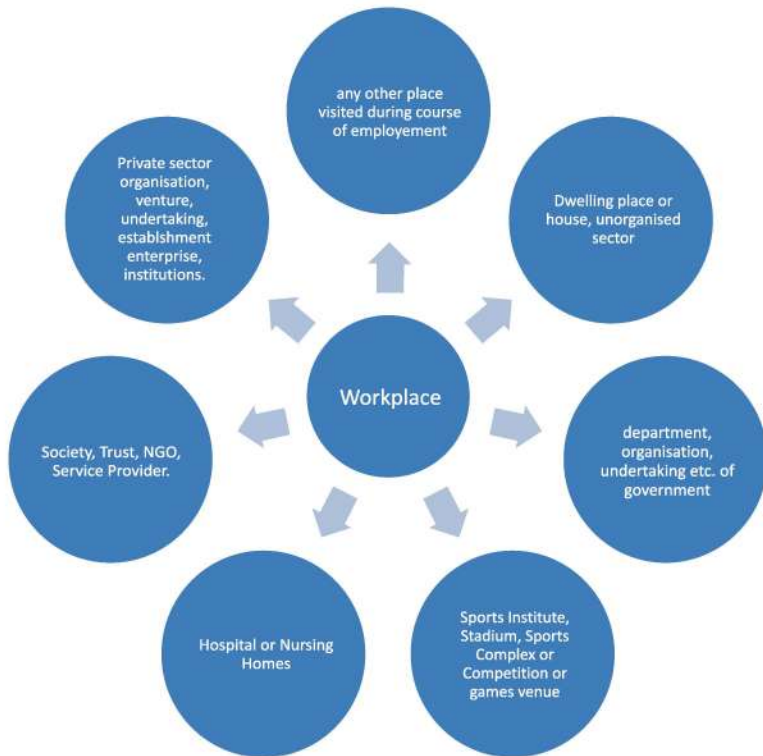 any other place
visited during course
of employement
Private sector
organisation,
venture,
undertaking,
establshment
enterprise,
institutions.
Dwelling place or
house, unorganised
sector
Workplace
Society, Trust, NGO,
Service Provider.
department,
organisation,
undertaking etc. of
government
Hospital or Nursing
Homes
Sports Institute,
Stadium, Sports
Complex or
Competition or
games venue